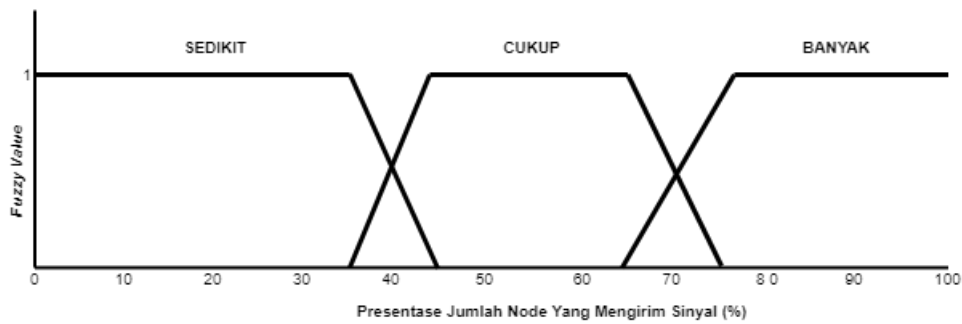 SEDIKIT CUKUP BANYAK
1
Fuzzy Value
0 10 20 30 40 50 60 70 8 0 90 100
Presentase Jumlah Node Yang Mengirim Sinyal (%)